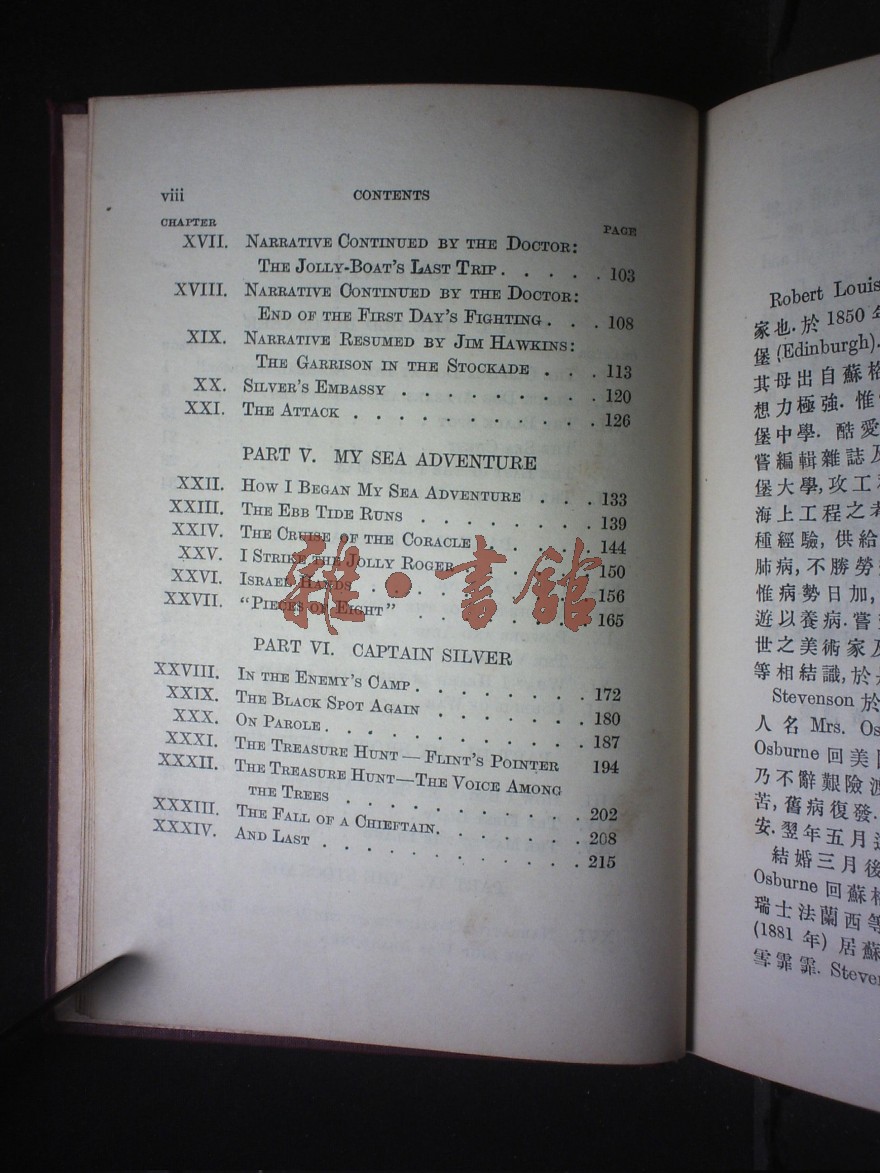 viii CONTENTS
CHAPTER PAGE
XVII. NARRATIVE CONTINUED BY THE DOCTOR:
THE JOLLY-BOAT'S LAST TRIP . . . . . 103
XVIII. NARRATIVE CONTINUED BY THE DOCTOR:
END OF THE FIRST DAY'S FIGHTING . . . 108
XIX. NARRATIVE RESUMED BY JIM HAWKINS:
THE GARRISON IN THE STOCKADE . . . 113
XX. SILVER'S EMBASSY . . . . . . . . 120
XXI. THE ATTACK . . . . . . . . . . 126
PART V. MY SEA ADVENTURE
XXII. HOW I BEGAN MY SEA ADVENTURE . . . 133
XXIII. THE EBB TIDE RUNS . . . . . . . 139
XXIV. THE CRUISE OF THE CORACLE . . . . . 144
XXV. I STRIKE THE JOLLY ROGER . . . . . 150
XXVI. ISRAEL HANDS . . . . . . . . . 156
XXVII. "PIECES OF EIGHT" . . . . . . . . 165
PART VI. CAPTAIN SILVER
XXVIII. IN THE ENEMY'S CAMP . . . . . . . 172
XXIX. THE BLACK SPOT AGAIN . . . . . . 180
XXX. ON PAROLE . . . . . . . . . . 187
XXXI. THE TREASURE HUNT — FLINT'S POINTER 194
XXXII. THE TREASURE HUNT—THE VOICE AMONG
THE TREES . . . . . . . . . 202
XXXIII. THE FALL OF A CHIEFTAIN . . . . . . 208
XXXIV. AND LAST . . . . . . . . . . 215
雜·書館
Robert Louis
家也. 於 1850 年
堡 (Edinburgh).
其母出自蘇格
想力極強. 惟
堡中學. 酷愛
嘗編輯雜誌及
堡大學, 攻工
海上工程之者
種經驗, 供給
肺病, 不勝勞
惟病勢日加,
遊以養病. 嘗
世之美術家及
等相結識, 於
Stevenson 於
人名 Mrs. Os
Osburne 回美
乃不辭艱險渡
苦, 舊病復發.
安. 翌年五月
結婚三月後
Osburne 回蘇格
瑞士法蘭西等
(1881 年) 居蘇
雪霏霏. Steve